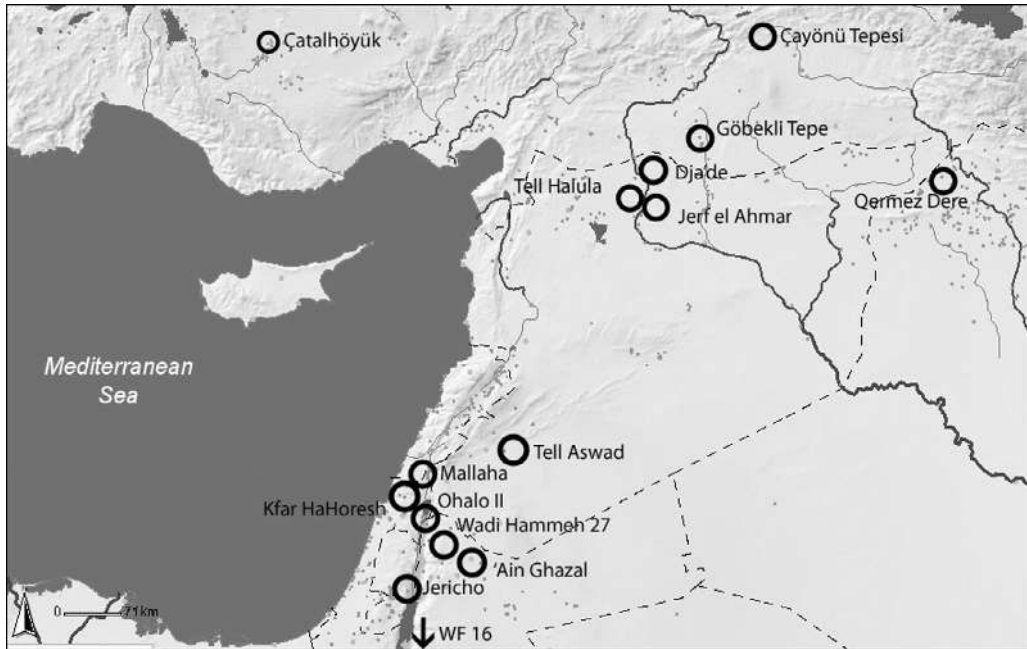 Çatalhöyük
Çayönü Tepesi
Göbekli Tepe
Dja'de
Tell Halula
Qermez Dere
Jerf el Ahmar
Mediterranean
Sea
Tell Aswad
Mallaha
Ohalo II
Kfar HaHoresh
Wadi Hammeh 27
'Ain Ghazal
Jericho
0 71km
WF 16